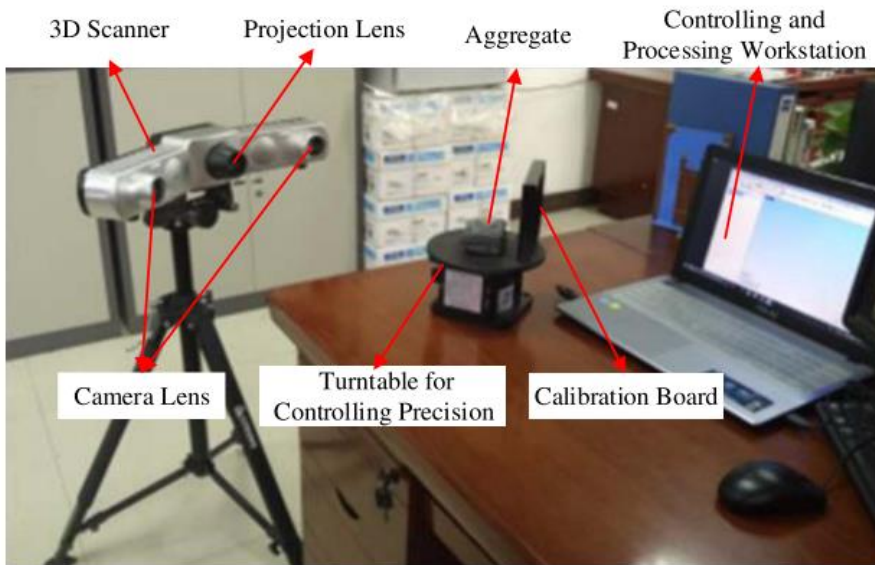 3D Scanner
Projection Lens
Aggregate
Controlling and
Processing Workstation
Camera Lens
Turntable for
Controlling Precision
Calibration Board